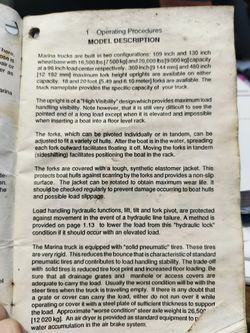 1 Operating Procedures
MODEL DESCRIPTION
Marina trucks are built in two configurations: 109 inch and 130 inch
wheel base with 16,500 lbs [7 500 kg] and 20,000 lbs [9 000 kg] capacity
at a 96 inch load center respectively. 360 inch [9 144 mm] and 480 inch
[12 192 mm] maximum fork height uprights are available on either
capacity. 18 and 20 foot [5.49 and 6.10 meter] forks are available. The
truck nameplate provides the specific capacity of your truck.
The upright is of a "High Visibility" design which provides maximum load
handling visibility. Note however, that it is still very difficult to see the
pointed end of a long load except when it is elevated and impossible
when inserting a boat into a floor level rack.
The forks, which can be pivoted individually or in tandem, can be
adjusted to fit a variety of hulls. After the boat is in the water, spreading
each fork outward facilitates floating it off. Moving the forks in tandem
(sideshifting) facilitates positioning the boat in the rack.
The forks are covered with a tough, synthetic elastomer jacket. This
protects boat hulls against scarring by the forks and provides a non-slip
surface. The jacket can be rotated to obtain maximum wear life. It
should be checked regularly to prevent damage occurring to boat hulls
and possible load slippage.
Load handling hydraulic functions, lift, tilt and fork pivot, are protected
against movement in the event of a hydraulic line failure. A method is
provided on page 1.13 to lower the load from this "hydraulic lock"
condition if it should occur with an elevated load.
The Marina truck is equipped with "solid pneumatic" tires. These tires
are very rigid. This reduces the bounce that is characteristic of standard
pneumatic tires and contributes to load handling stability. The trade off
with solid tires is reduced tire foot print and increased floor loading. Be
sure that all drainage grates and manhole or access covers are
adequate to carry the load. Usually the worst condition will be with the
steer tires when the truck is traveling empty. If there is any doubt that
a grate or cover can carry the load, either do not run over it while
operating or cover it with a steel plate of sufficient thickness to support
the load. Approximate "worst condition" steer axle weight is 26,500
[12 020 kg]. An air dryer is provided as standard equipment to
water accumulation in the air brake system.